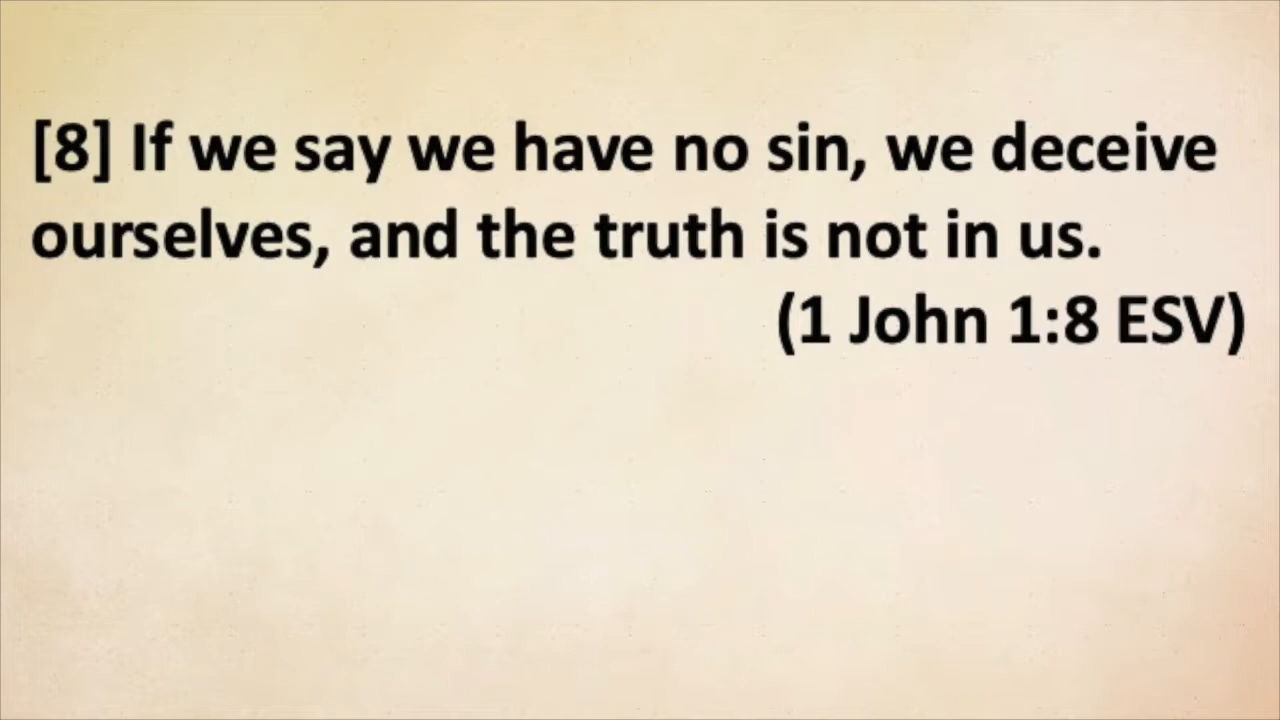 [8] If we say we have no sin, we deceive
ourselves, and the truth is not in us.
(1 John 1:8 ESV)